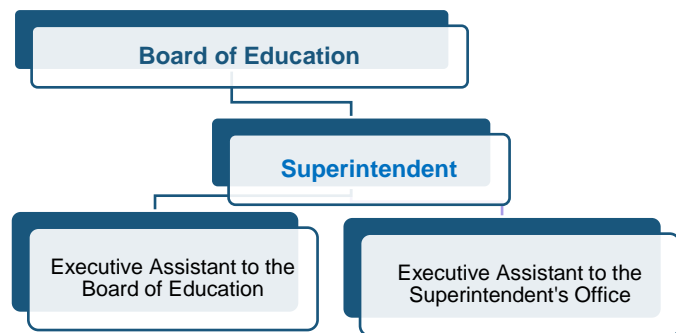 Board of Education
Superintendent
Executive Assistant to the
Board of Education
Executive Assistant to the
Superintendent's Office